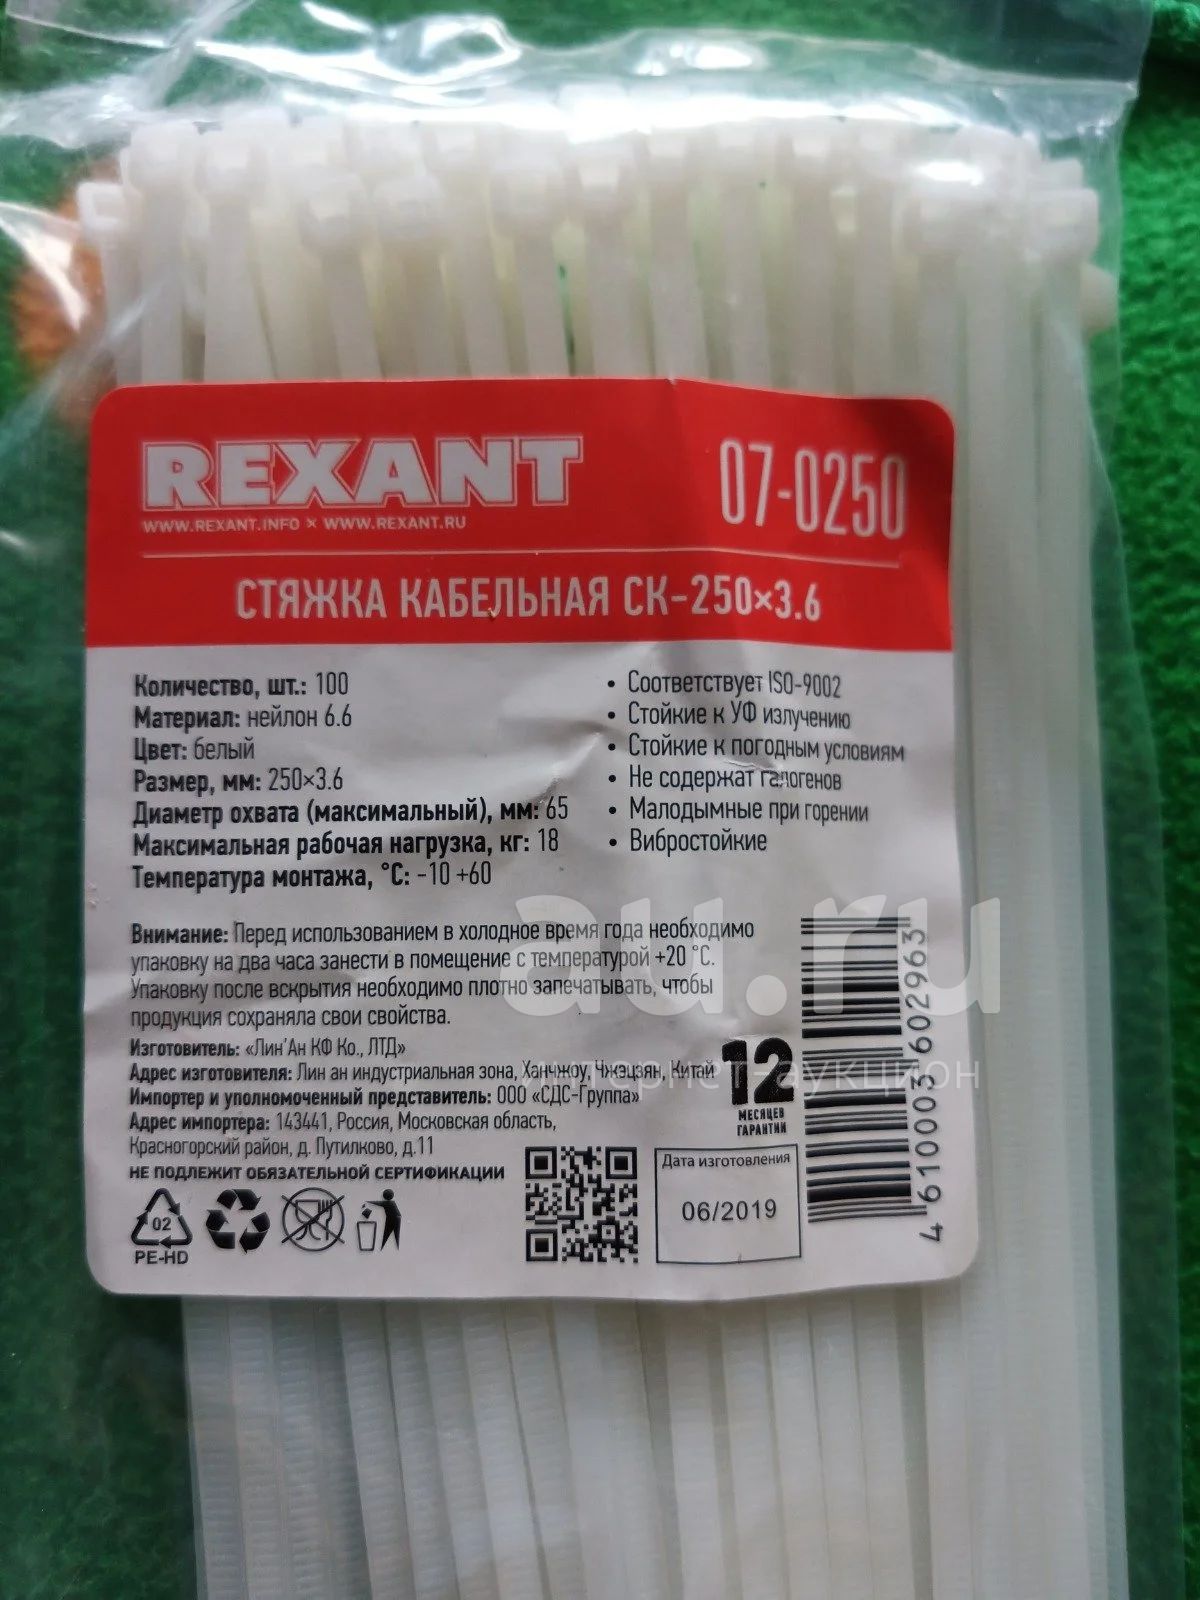 REXANT
07-0250
WWW.REXANT.INFO × WWW.REXANT.RU
СТЯЖКА КАБЕЛЬНАЯ СК-250×3.6
Количество, шт.: 100
Материал: нейлон 6.6
Цвет: белый
Размер, мм: 250×3.6
Диаметр охвата (максимальный), мм: 65
Максимальная рабочая нагрузка, кг: 18
Температура монтажа, °С: -10 +60
• Соответствует ISO-9002
• Стойкие к УФ излучению
• Стойкие к погодным условиям
• Не содержат галогенов
• Малодымные при горении
• Вибростойкие
Внимание: Перед использованием в холодное время года необходимо
упаковку на два часа занести в помещение с температурой +20 °С.
Упаковку после вскрытия необходимо плотно запечатывать, чтобы
продукция сохраняла свои свойства.
Изготовитель: «Лин'Ан КФ Ко., ЛТД»
Адрес изготовителя: Лин ан индустриальная зона, Ханчжоу, Чжэцзян, Китай
Импортер и уполномоченный представитель: ООО «СДС-Группа»
Адрес импортера: 143441, Россия, Московская область,
Красногорский район, д. Путилково, д.11
НЕ ПОДЛЕЖИТ ОБЯЗАТЕЛЬНОЙ СЕРТИФИКАЦИИ
02
PE-HD
12
МЕСЯЦЕВ
ГАРАНТИИ
Дата изготовления
06/2019
4 610003 602963
au.ru
интернет-аукцион